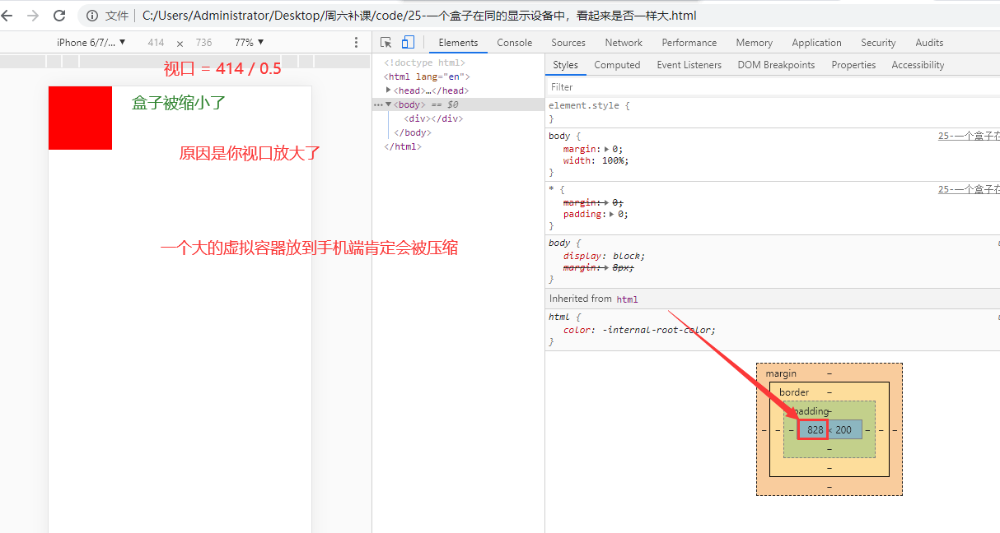 文件 C:/Users/Administrator/Desktop/周六补课/code/25-一个盒子在同的显示设备中，看起来是否一样大.html
iPhone 6/7/... ▼ 414 × 736 77% ▼
Elements Console Sources Network Performance Memory Application Security Audits
视口 = 414 / 0.5
盒子被缩小了
原因是你视口放大了
一个大的虚拟容器放到手机端肯定会被压缩
<!doctype html>
<html lang="en">
▶<head>…</head>
…▼<body> == $0
<div></div>
</body>
</html>
Styles Computed Event Listeners DOM Breakpoints Properties Accessibility
Filter
element.style {
}
body { 25-一个盒子在
margin:▶0;
width: 100%;
}
* { 25-一个盒子在
margin:▶0;
padding:▶0;
}
body {
display: block;
margin:▶8px;
}
Inherited from html
html {
color: -internal-root-color;
}
margin –
border –
padding –
– – – 828 × 200 – – –
–
–
–